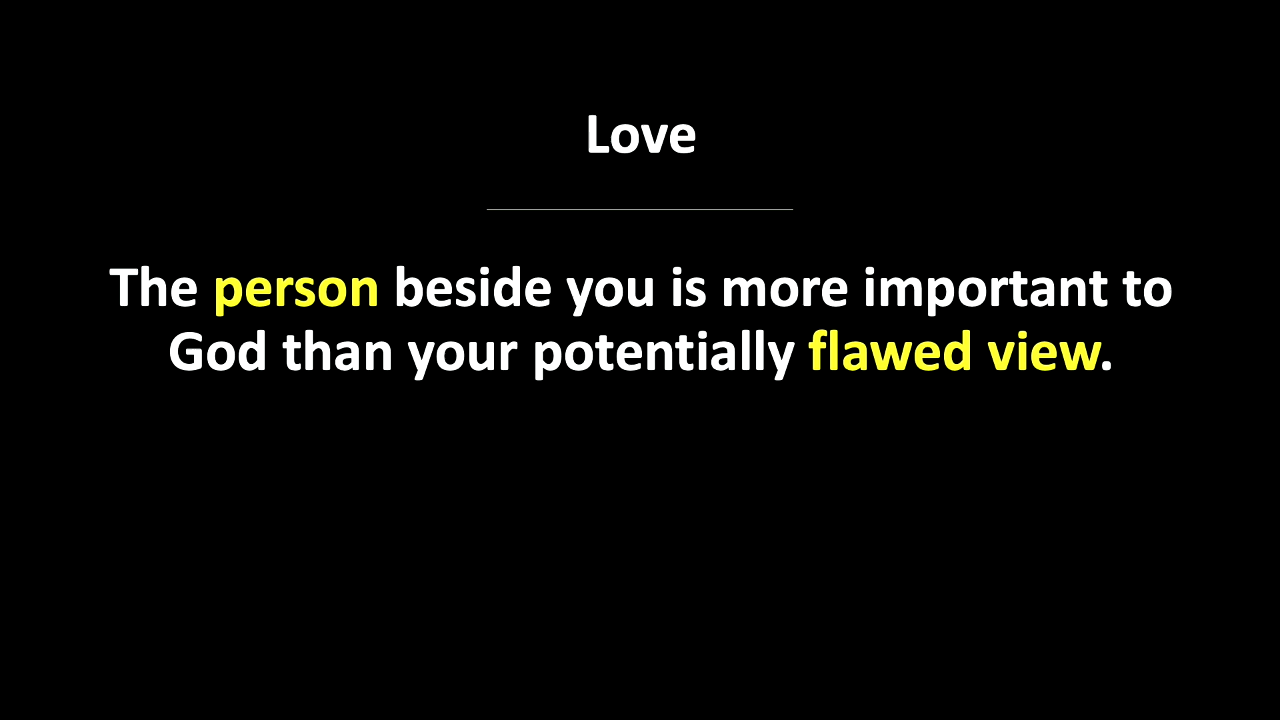 Love
The person beside you is more important to
God than your potentially flawed view.